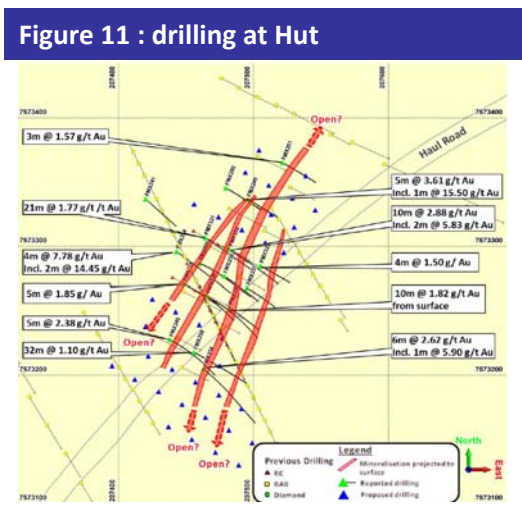 Figure 11 : drilling at Hut
207400
207500
207600
7573400
Open?
Haul Road
3m @ 1.57 g/t Au
5m @ 3.61 g/t Au
Incl. 1m @ 15.50 g/t Au
21m @ 1.77 g/t /t Au
10m @ 2.88 g/t Au
Incl. 2m @ 5.83 g/t Au
7573300
4m @ 7.78 g/t Au
Incl. 2m @ 14.45 g/t Au
4m @ 1.50/ Au
5m @ 1.85/ Au
10m @ 1.82 g/t Au
from surface
5m @ 2.38 g/t Au
Open?
32m @ 1.10 g/t Au
6m @ 2.62 g/t Au
Incl. 1m @ 5.90 g/t Au
7573200
Open?
Open?
Legend
Previous Drilling
RC
RAB
Diamond
Mineralisation projected to
surface
Reported drilling
Proposed drilling
North
East
7573100
207400
207500